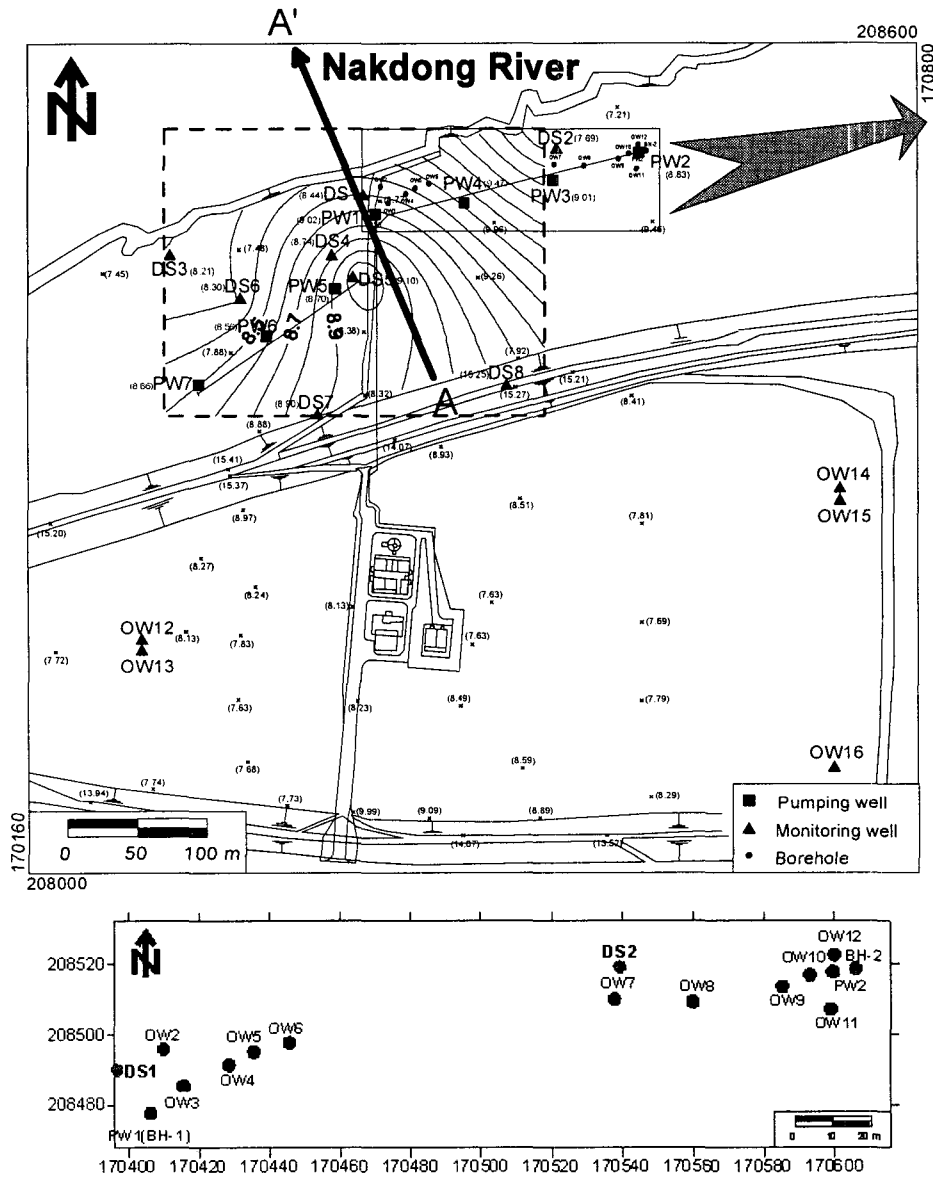 A'
208600
170800
Nakdong River
N
(7.21)
DS2
(7.69)
OW12
BH-2
OW10
OW7
OW8
OW9
OW11
PW2
(8.83)
PW4
PW3
(9.01)
(8.44)
DS1
PW1
(9.02)
(9.96)
(9.46)
(7.48)
(8.74)
DS4
DS3
(8.21)
(7.45)
DS5
(9.10)
(9.26)
(8.30)
DS6
PW5
(8.70)
(8.56)
PW6
8.7
8.9
(7.88)
(7.92)
(8.66)
PW7
(15.25)
DS8
(15.21)
(15.27)
A
(8.32)
(8.90)
DS7
(8.41)
(8.88)
(14.07)
(8.93)
(15.41)
(15.37)
OW14
OW15
(8.51)
(7.81)
(8.97)
(15.20)
(8.27)
(8.24)
(7.63)
(8.13)
OW12
(8.13)
(7.83)
(7.69)
(7.63)
OW13
(7.72)
(7.63)
(8.23)
(8.49)
(7.79)
(7.68)
(8.59)
OW16
(7.74)
(13.94)
(7.73)
(9.99)
(9.09)
(8.89)
(8.29)
(14.07)
(13.52)
Pumping well
Monitoring well
Borehole
0 50 100 m
170160
208000
N
208520
208500
208480
DS2
OW7
OW8
OW12
OW10
BH-2
PW2
OW9
OW11
OW2
OW5
OW6
DS1
OW3
OW4
PW1(BH-1)
0 10 20 m
170400 170420 170440 170460 170480 170500 170520 170540 170560 170580 170600